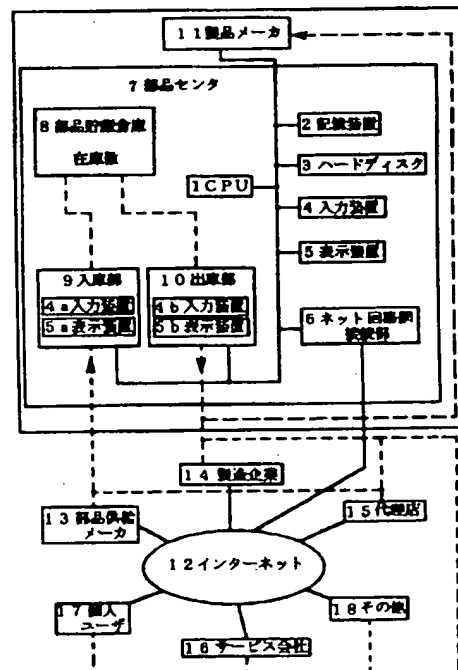 11製品メーカ
7部品センタ
8部品貯蔵倉庫
在庫数
2記憶装置
3ハードディスク
1CPU
4入力装置
5表示装置
9入庫部
4a入力装置
5a表示装置
10出庫部
4b入力装置
5b表示装置
6ネット回路網
接続部
14製造企業
13部品供給
メーカ
15代理店
12インターネット
17個人
ユーザ
18その他
16サービス会社